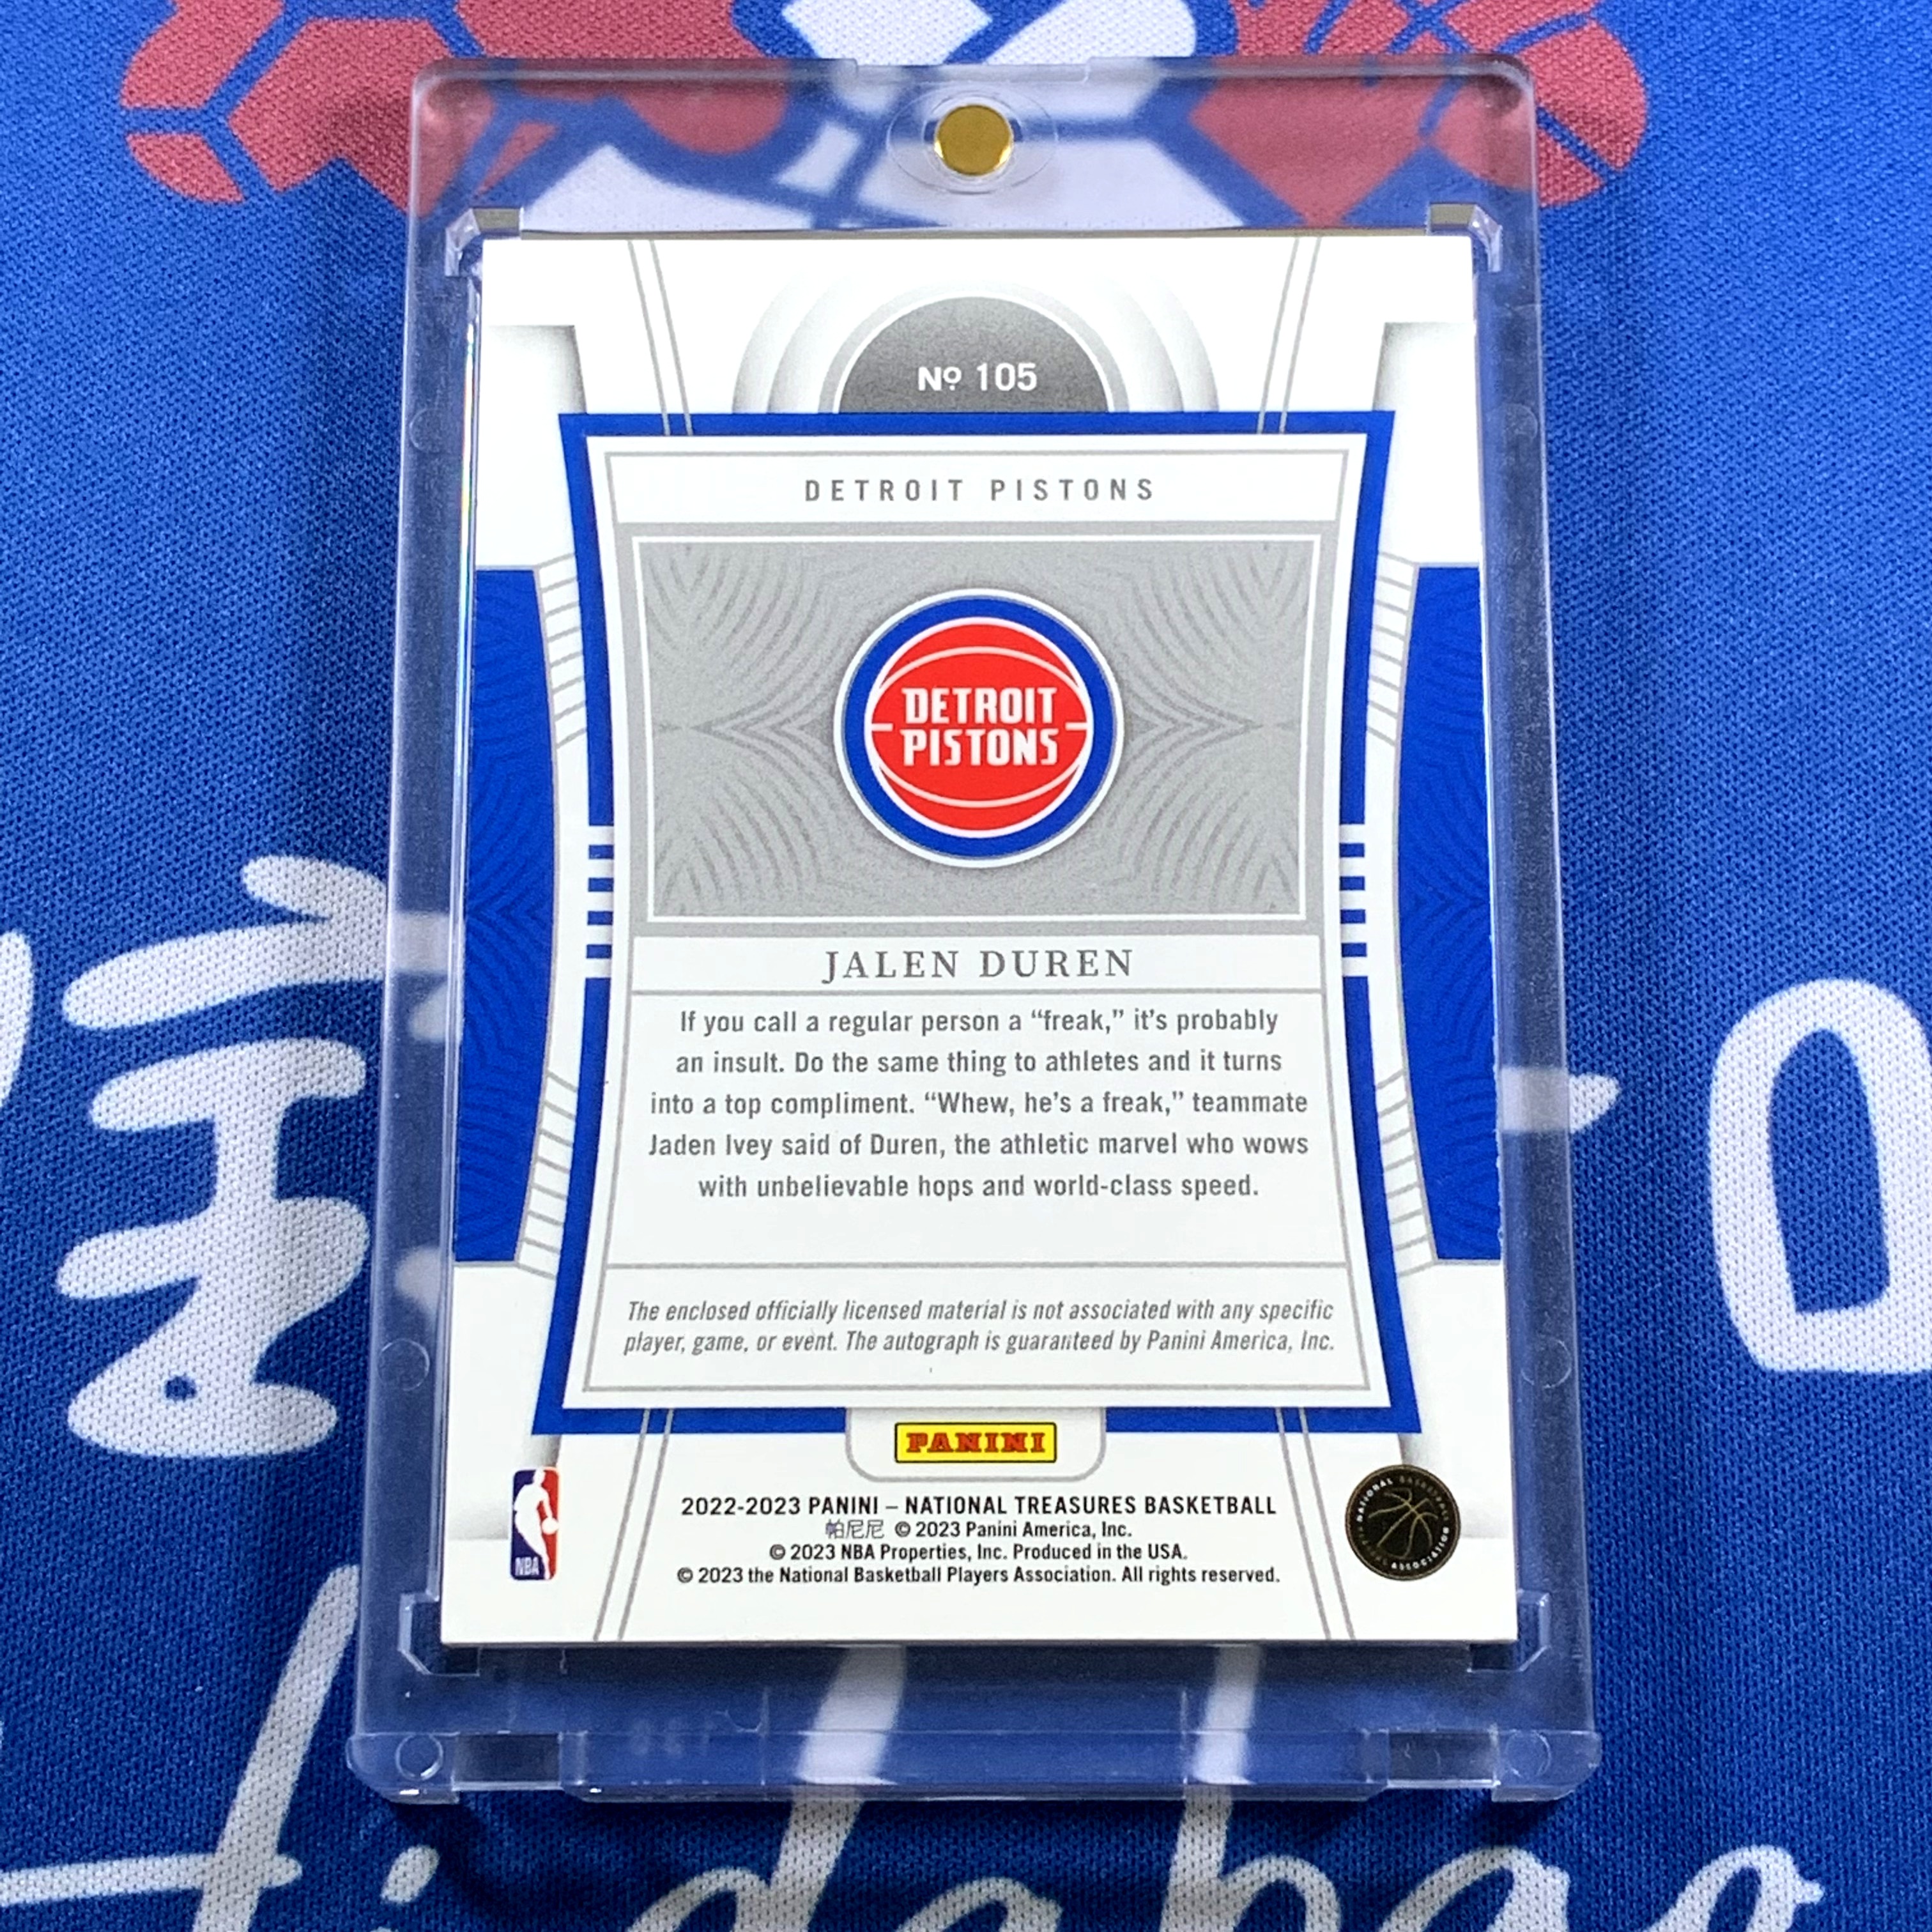 Nº 105
DETROIT PISTONS
DETROIT
PISTONS
JALEN DUREN
If you call a regular person a “freak,” it’s probably
an insult. Do the same thing to athletes and it turns
into a top compliment. “Whew, he’s a freak,” teammate
Jaden Ivey said of Duren, the athletic marvel who wows
with unbelievable hops and world-class speed.
The enclosed officially licensed material is not associated with any specific
player, game, or event. The autograph is guaranteed by Panini America, Inc.
PANINI
NBA
2022-2023 PANINI – NATIONAL TREASURES BASKETBALL
帕尼尼 © 2023 Panini America, Inc.
© 2023 NBA Properties, Inc. Produced in the USA.
© 2023 the National Basketball Players Association. All rights reserved.
NATIONAL BASKETBALL PLAYERS ASSOCIATION